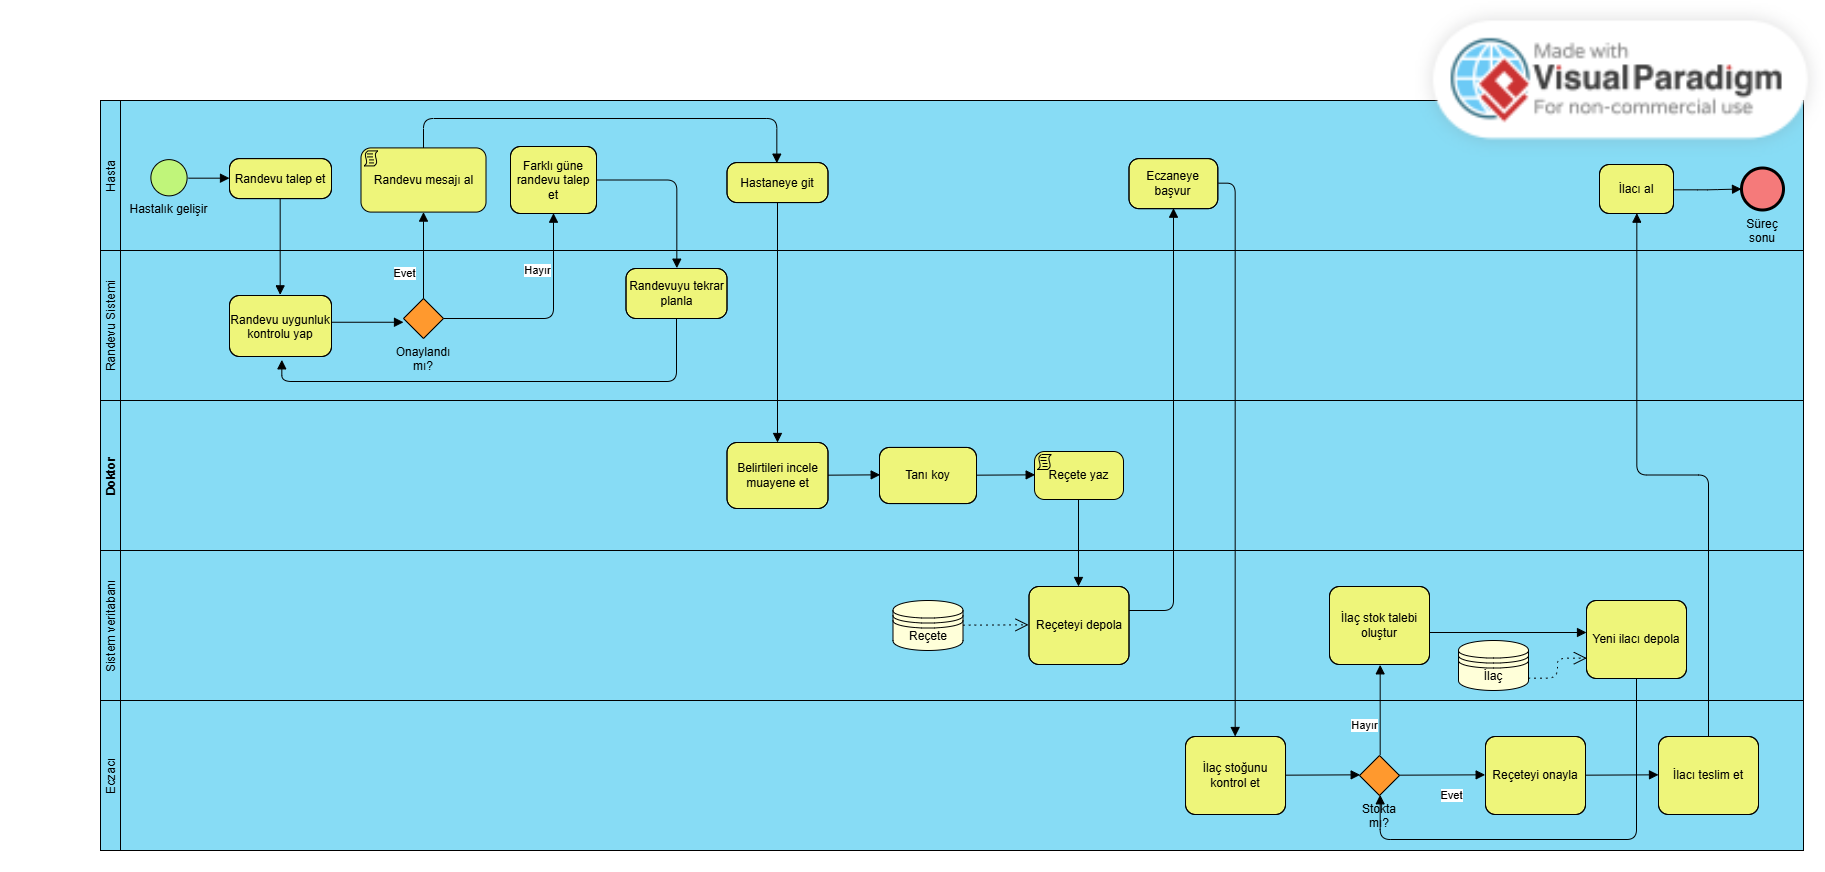 Made with
Visual Paradigm
For non-commercial use
Hasta
Hastalık gelişir
Randevu talep et
Randevu mesajı al
Farklı güne
randevu talep
et
Hastaneye git
Eczaneye
başvur
İlacı al
Süreç
sonu
Randevu Sistemi
Evet
Hayır
Randevu uygunluk
kontrolu yap
Onaylandı
mı?
Randevuyu tekrar
planla
Doktor
Belirtileri incele
muayene et
Tanı koy
Reçete yaz
Sistem veritabanı
Reçete
Reçeteyi depola
İlaç stok talebi
oluştur
İlaç
Yeni ilacı depola
Eczacı
Hayır
İlaç stoğunu
kontrol et
Stokta
mı?
Evet
Reçeteyi onayla
İlacı teslim et